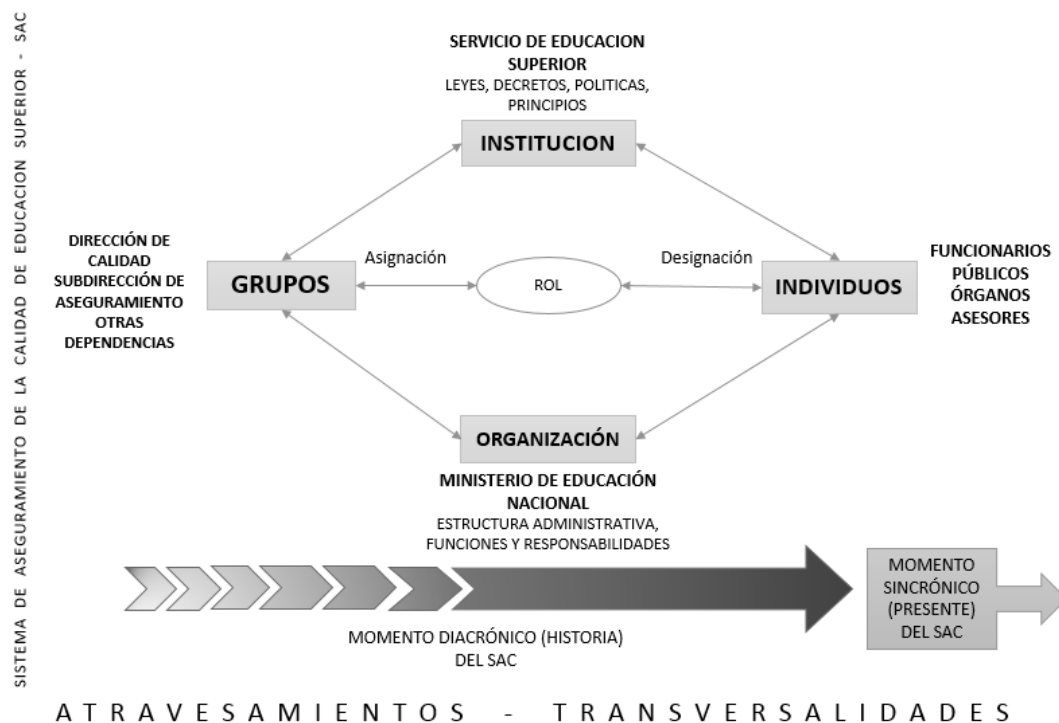 SISTEMA DE ASEGURAMIENTO DE LA CALIDAD DE EDUCACION SUPERIOR - SAC
SERVICIO DE EDUCACION
SUPERIOR
LEYES, DECRETOS, POLITICAS,
PRINCIPIOS
INSTITUCION
DIRECCIÓN DE
CALIDAD
SUBDIRECCIÓN DE
ASEGURAMIENTO
OTRAS
DEPENDENCIAS
GRUPOS
Asignación
ROL
Designación
INDIVIDUOS
FUNCIONARIOS
PÚBLICOS
ÓRGANOS
ASESORES
ORGANIZACIÓN
MINISTERIO DE EDUCACIÓN
NACIONAL
ESTRUCTURA ADMINISTRATIVA,
FUNCIONES Y RESPONSABILIDADES
MOMENTO DIACRÓNICO (HISTORIA)
DEL SAC
MOMENTO
SINCRÓNICO
(PRESENTE)
DEL SAC
ATRAVESAMIENTOS - TRANSVERSALIDADES